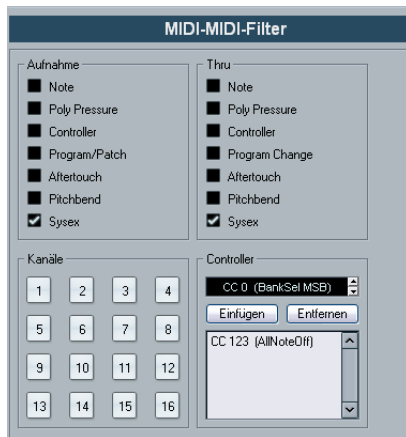 MIDI-MIDI-Filter
Aufnahme
Note
Poly Pressure
Controller
Program/Patch
Aftertouch
Pitchbend
Sysex
Thru
Note
Poly Pressure
Controller
Program Change
Aftertouch
Pitchbend
Sysex
Kanäle
1 2 3 4
5 6 7 8
9 10 11 12
13 14 15 16
Controller
CC 0 (BankSel MSB)
Einfügen Entfernen
CC 123 (AllNoteOff)